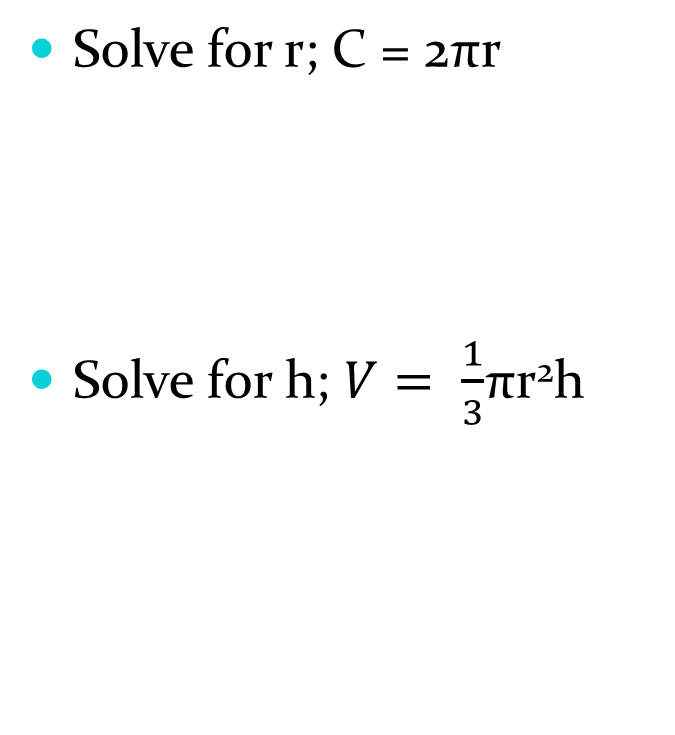 • Solve for r; C = 2πr
• Solve for h; V = 1/3πr²h